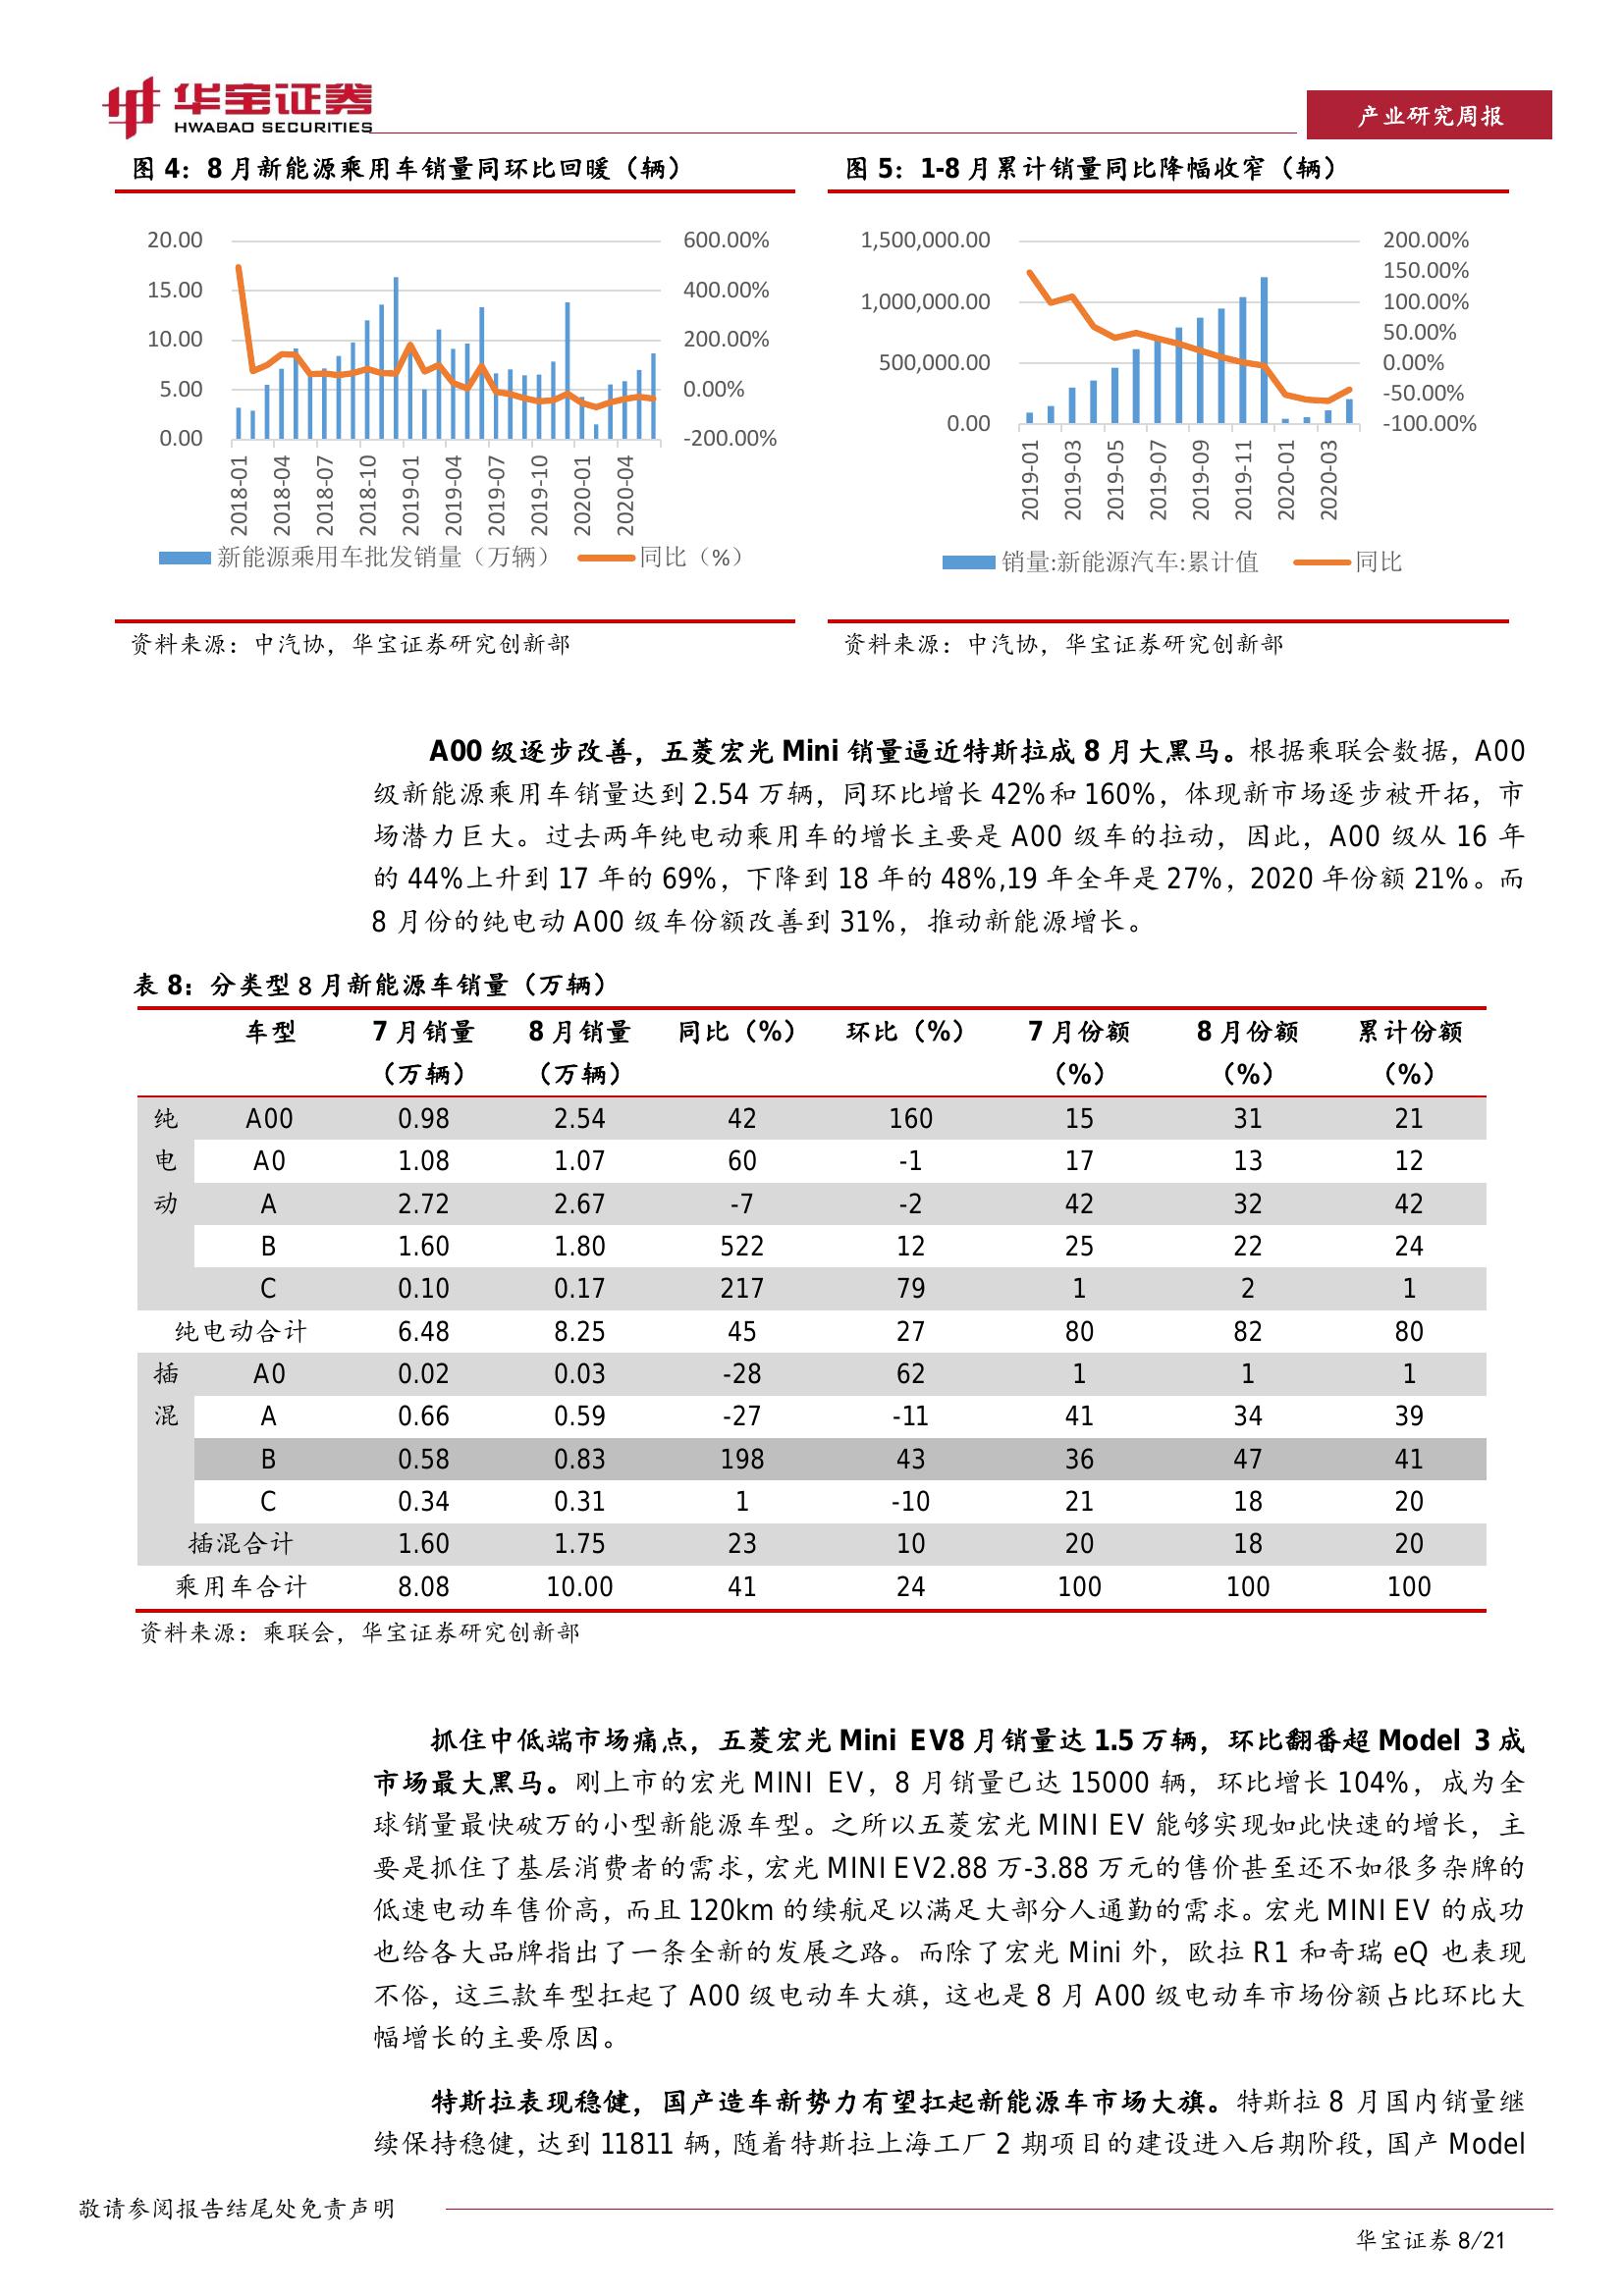 华宝证券
HWABAO SECURITIES
产业研究周报
图 4：8 月新能源乘用车销量同环比回暖（辆）
20.00
15.00
10.00
5.00
0.00
600.00%
400.00%
200.00%
0.00%
-200.00%
2018-01
2018-04
2018-07
2018-10
2019-01
2019-04
2019-07
2019-10
2020-01
2020-04
新能源乘用车批发销量（万辆） 同比（%）
资料来源：中汽协，华宝证券研究创新部
图 5：1-8 月累计销量同比降幅收窄（辆）
1,500,000.00
1,000,000.00
500,000.00
0.00
200.00%
150.00%
100.00%
50.00%
0.00%
-50.00%
-100.00%
2019-01
2019-03
2019-05
2019-07
2019-09
2019-11
2020-01
2020-03
销量:新能源汽车:累计值 同比
资料来源：中汽协，华宝证券研究创新部
A00 级逐步改善，五菱宏光 Mini 销量逼近特斯拉成 8 月大黑马。根据乘联会数据，A00
级新能源乘用车销量达到 2.54 万辆，同环比增长 42%和 160%，体现新市场逐步被开拓，市
场潜力巨大。过去两年纯电动乘用车的增长主要是 A00 级车的拉动，因此，A00 级从 16 年
的 44%上升到 17 年的 69%，下降到 18 年的 48%,19 年全年是 27%，2020 年份额 21%。而
8 月份的纯电动 A00 级车份额改善到 31%，推动新能源增长。
表 8：分类型 8 月新能源车销量（万辆）
车型 7 月销量 8 月销量 同比（%） 环比（%） 7 月份额 8 月份额 累计份额
（万辆） （万辆） （%） （%） （%）
纯 A00 0.98 2.54 42 160 15 31 21
电 A0 1.08 1.07 60 -1 17 13 12
动 A 2.72 2.67 -7 -2 42 32 42
B 1.60 1.80 522 12 25 22 24
C 0.10 0.17 217 79 1 2 1
纯电动合计 6.48 8.25 45 27 80 82 80
插 A0 0.02 0.03 -28 62 1 1 1
混 A 0.66 0.59 -27 -11 41 34 39
B 0.58 0.83 198 43 36 47 41
C 0.34 0.31 1 -10 21 18 20
插混合计 1.60 1.75 23 10 20 18 20
乘用车合计 8.08 10.00 41 24 100 100 100
资料来源：乘联会，华宝证券研究创新部
抓住中低端市场痛点，五菱宏光 Mini EV8 月销量达 1.5 万辆，环比翻番超 Model 3 成
市场最大黑马。刚上市的宏光 MINI EV，8 月销量已达 15000 辆，环比增长 104%，成为全
球销量最快破万的小型新能源车型。之所以五菱宏光 MINI EV 能够实现如此快速的增长，主
要是抓住了基层消费者的需求，宏光 MINI EV2.88 万-3.88 万元的售价甚至还不如很多杂牌的
低速电动车售价高，而且 120km 的续航足以满足大部分人通勤的需求。宏光 MINI EV 的成功
也给各大品牌指出了一条全新的发展之路。而除了宏光 Mini 外，欧拉 R1 和奇瑞 eQ 也表现
不俗，这三款车型扛起了 A00 级电动车大旗，这也是 8 月 A00 级电动车市场份额占比环比大
幅增长的主要原因。
特斯拉表现稳健，国产造车新势力有望扛起新能源车市场大旗。特斯拉 8 月国内销量继
续保持稳健，达到 11811 辆，随着特斯拉上海工厂 2 期项目的建设进入后期阶段，国产 Model
敬请参阅报告结尾处免责声明
华宝证券 8/21